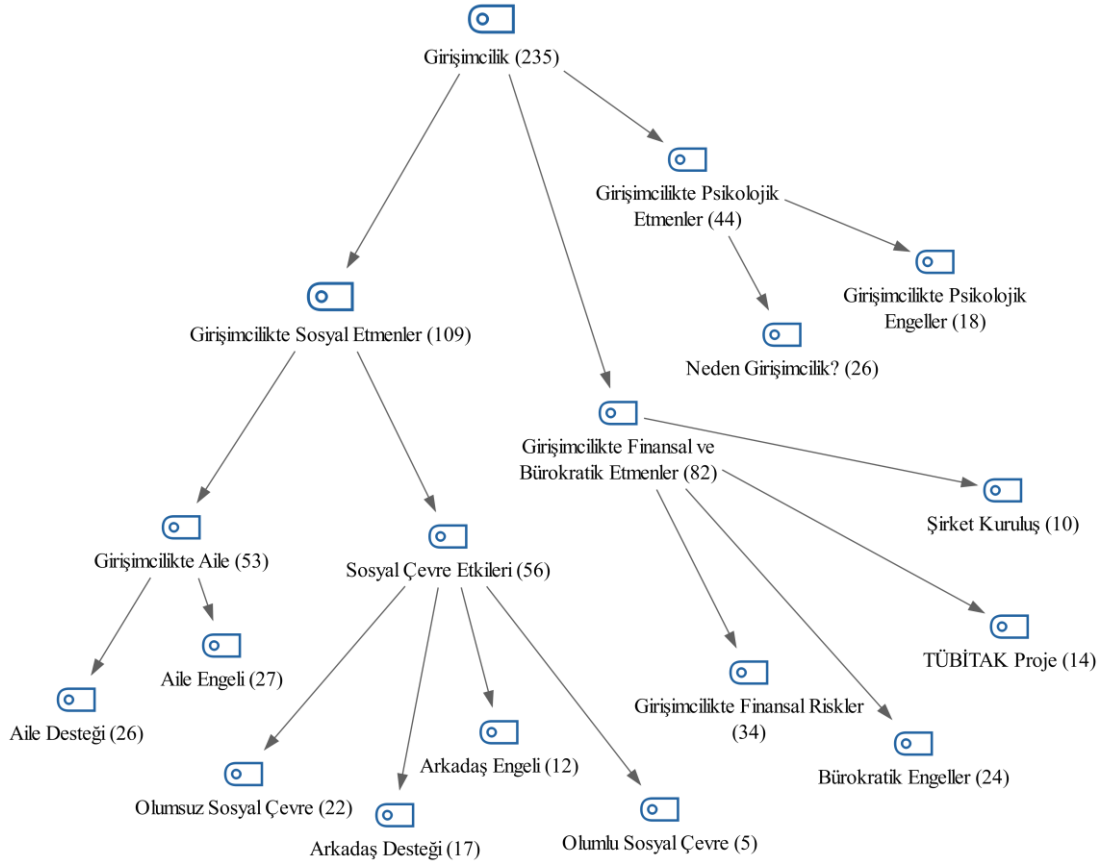 Girişimcilik (235)
Girişimcilikte Psikolojik
Etmenler (44)
Girişimcilikte Psikolojik
Engeller (18)
Girişimcilikte Sosyal Etmenler (109)
Neden Girişimcilik? (26)
Girişimcilikte Finansal ve
Bürokratik Etmenler (82)
Şirket Kuruluş (10)
Girişimcilikte Aile (53)
Sosyal Çevre Etkileri (56)
TÜBİTAK Proje (14)
Aile Engeli (27)
Girişimcilikte Finansal Riskler
(34)
Aile Desteği (26)
Arkadaş Engeli (12)
Bürokratik Engeller (24)
Olumsuz Sosyal Çevre (22)
Arkadaş Desteği (17)
Olumlu Sosyal Çevre (5)